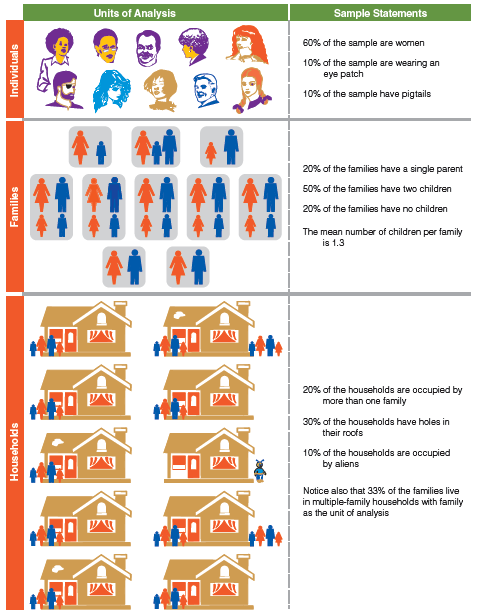 Units of Analysis
Sample Statements
Individuals
60% of the sample are women
10% of the sample are wearing an
eye patch
10% of the sample have pigtails
Families
20% of the families have a single parent
50% of the families have two children
20% of the families have no children
The mean number of children per family
is 1.3
Households
20% of the households are occupied by
more than one family
30% of the households have holes in
their roofs
10% of the households are occupied
by aliens
Notice also that 33% of the families live
in multiple-family households with family
as the unit of analysis